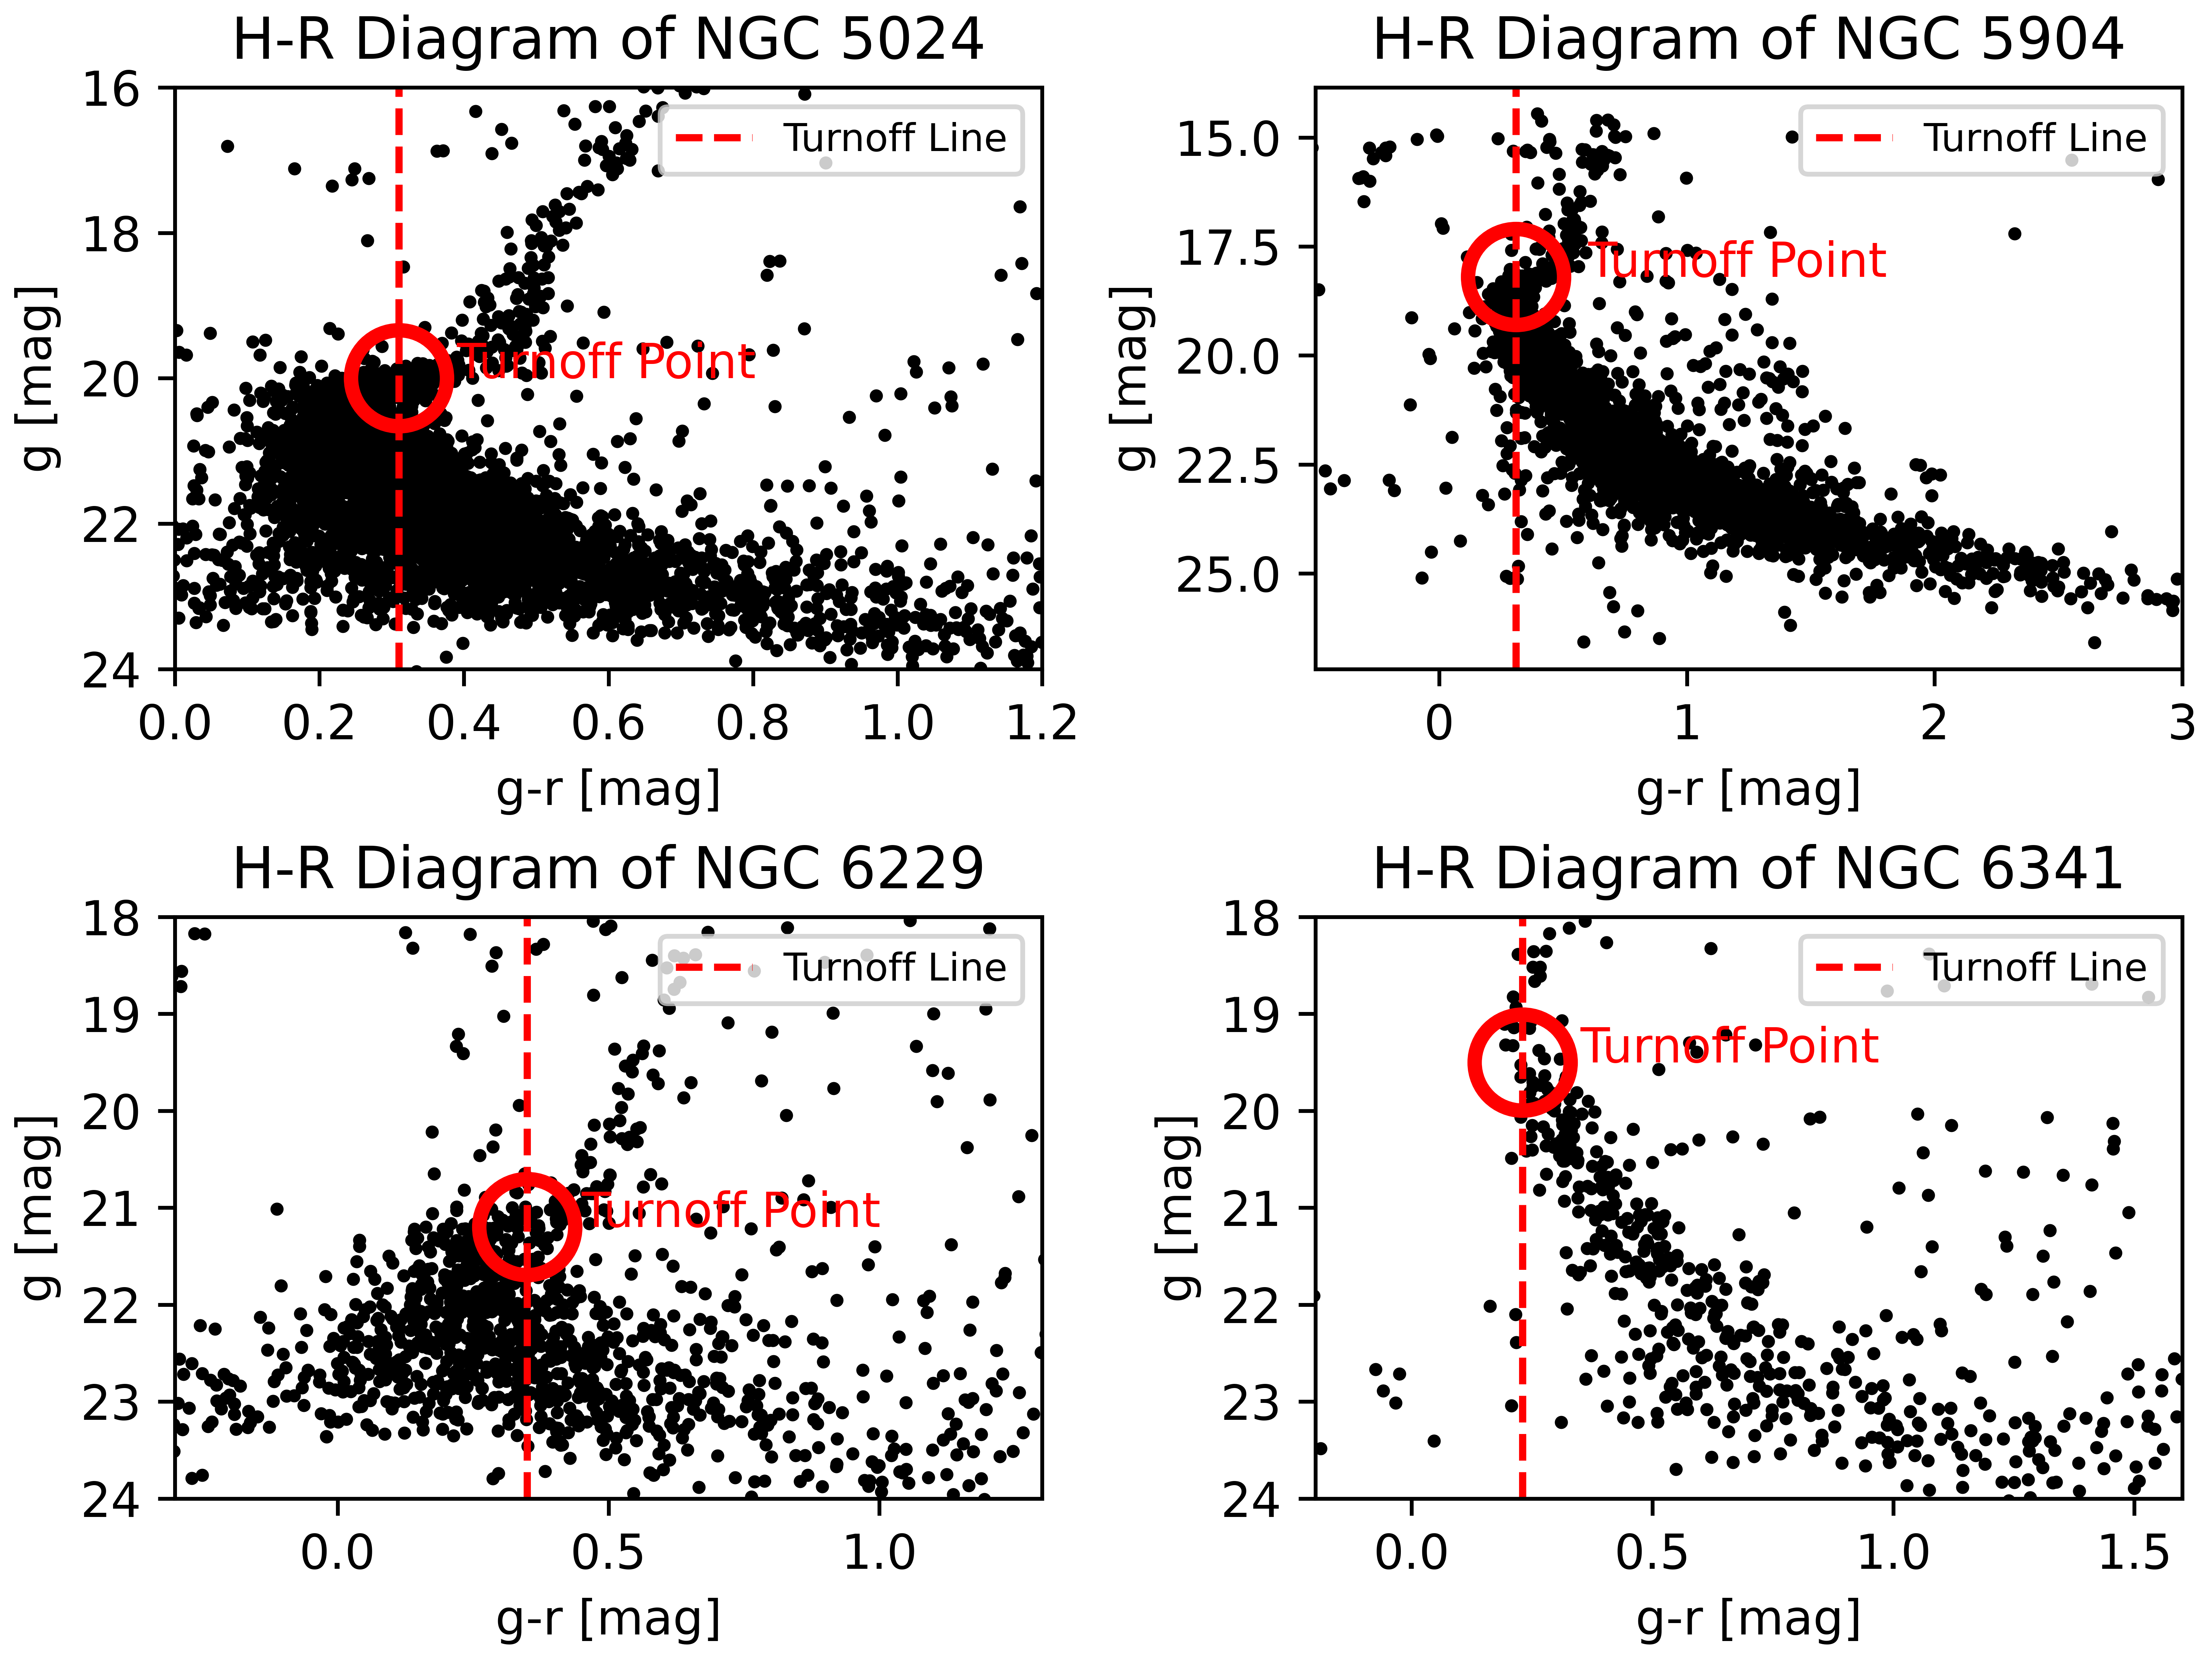 H-R Diagram of NGC 5024
16
18
20
22
24
g [mag]
Turnoff Line
Turnoff Point
0.0 0.2 0.4 0.6 0.8 1.0 1.2
g-r [mag]
H-R Diagram of NGC 5904
15.0
17.5
20.0
22.5
25.0
g [mag]
Turnoff Line
Turnoff Point
0 1 2 3
g-r [mag]
H-R Diagram of NGC 6229
18
19
20
21
22
23
24
g [mag]
Turnoff Line
Turnoff Point
0.0 0.5 1.0
g-r [mag]
H-R Diagram of NGC 6341
18
19
20
21
22
23
24
g [mag]
Turnoff Line
Turnoff Point
0.0 0.5 1.0 1.5
g-r [mag]